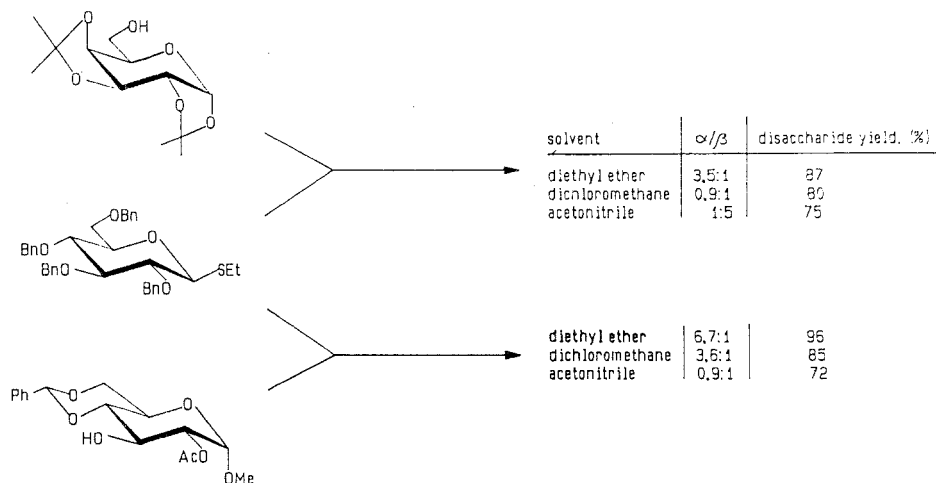 OH
O
O
O
O
O
O
solvent α/β disaccharide yield. (%)
diethyl ether 3,5:1 87
dichloromethane 0,9:1 80
acetonitrile 1:5 75
OBn
O
BnO
BnO
SEt
BnO
diethyl ether 6,7:1 96
dichloromethane 3,6:1 85
acetonitrile 0,9:1 72
Ph
O
O
O
HO
AcO
OMe